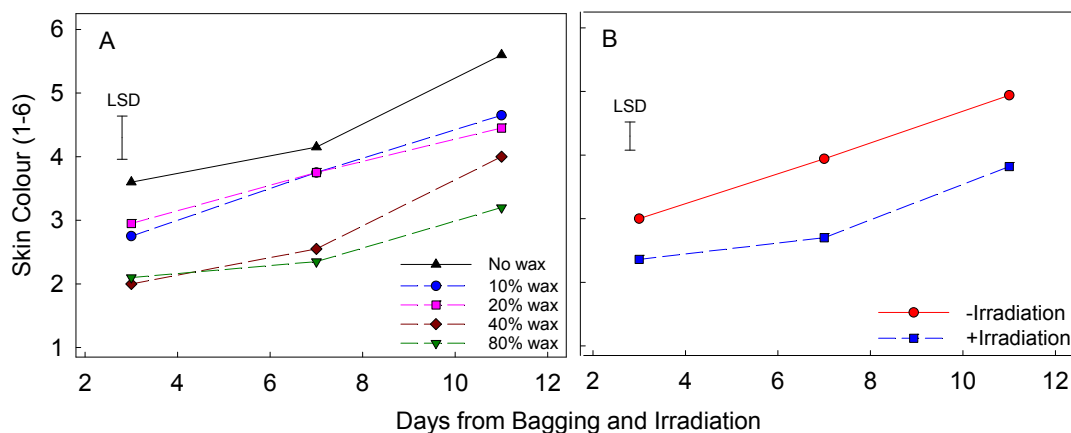 A
B
Skin Colour (1-6)
6
5
4
3
2
1
LSD
LSD
No wax
10% wax
20% wax
40% wax
80% wax
-Irradiation
+Irradiation
2 4 6 8 10 12
2 4 6 8 10 12
Days from Bagging and Irradiation